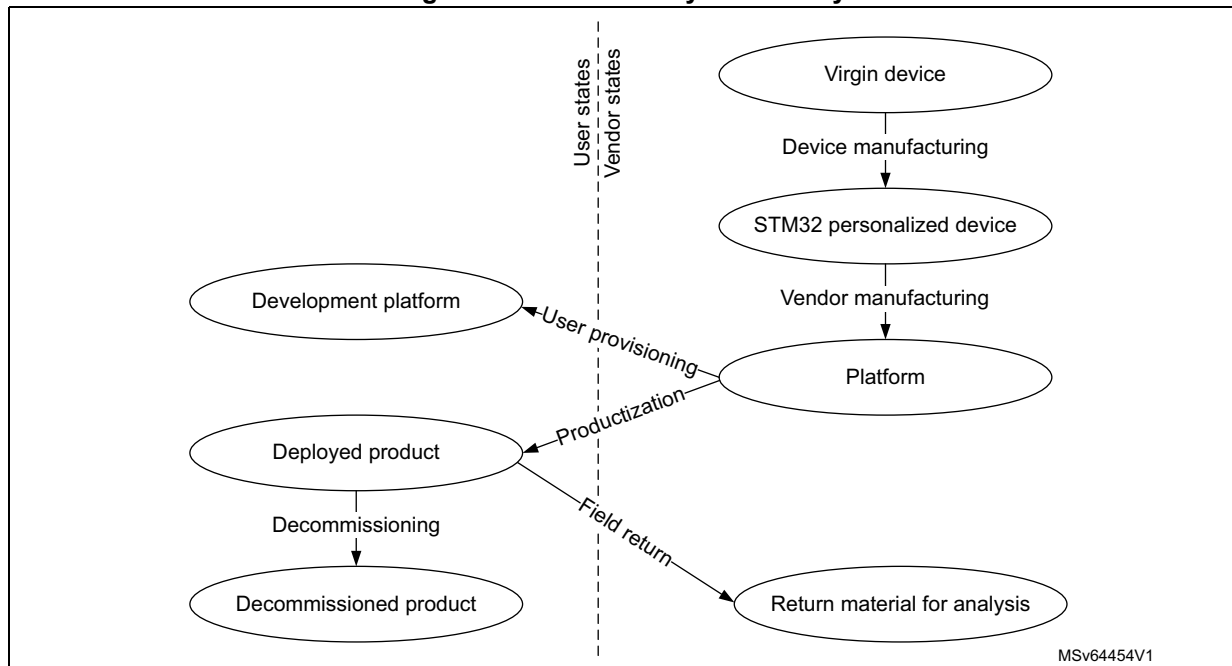 User states
Vendor states
Virgin device
Device manufacturing
STM32 personalized device
Vendor manufacturing
Development platform
User provisioning
Platform
Productization
Deployed product
Decommissioning
Field return
Decommissioned product
Return material for analysis
MSv64454V1